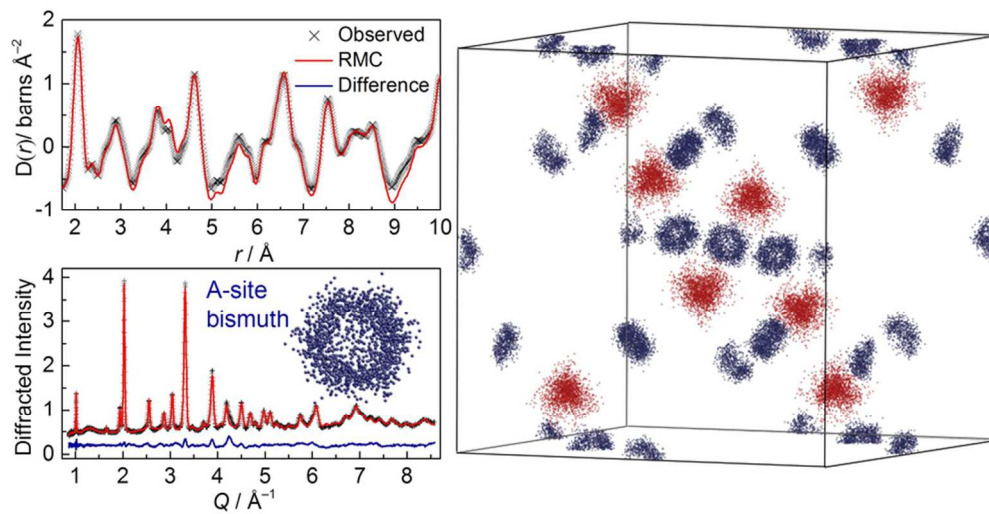 2
1
0
-1
D(r)/ barns Å⁻²
× Observed
RMC
Difference
2 3 4 5 6 7 8 9 10
r / Å
4
3
2
1
0
Diffracted Intensity
A-site
bismuth
1 2 3 4 5 6 7 8
Q / Å⁻¹